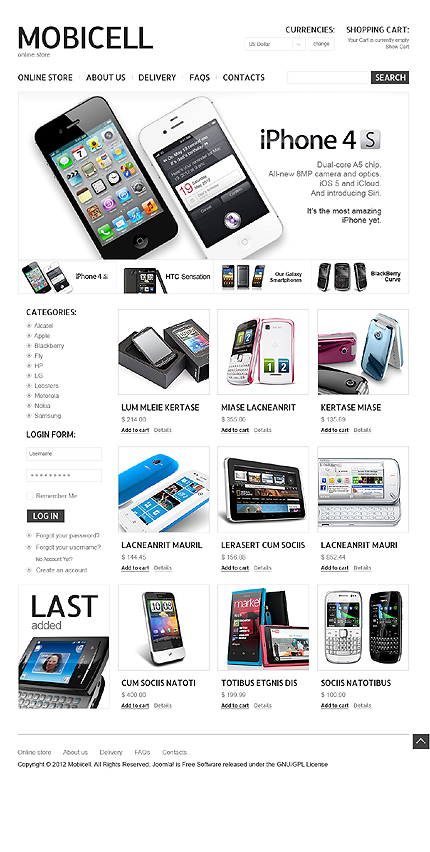 MOBICELL
online store
CURRENCIES:
US Dollar
change
SHOPPING CART:
Your Cart is currently empty
Show Cart
ONLINE STORE
ABOUT US
DELIVERY
FAQS
CONTACTS
SEARCH
iPhone 4 S
Dual-core A5 chip.
All-new 8MP camera and optics.
iOS 5 and iCloud.
And introducing Siri.
It's the most amazing
iPhone yet.
iPhone 4S
HTC Sensation
Our Galaxy
Smartphones
BlackBerry
Curve
CATEGORIES:
Alcatel
Apple
Blackberry
Fly
HP
LG
Loosters
Motorola
Nokia
Samsung
LOGIN FORM:
Username
*********
Remember Me
LOG IN
Forgot your password?
Forgot your username?
No Account Yet?
Create an account
LUM MLEIE KERTASE
$ 214.00
Add to cart Details
MIASE LACNEANRIT
$ 355.00
Add to cart Details
KERTASE MIASE
$ 135.69
Add to cart Details
LACNEANRIT MAURIL
$ 144.45
Add to cart Details
LERASERT CUM SOCIIS
Add to cart Details
LACNEANRIT MAURI
$ 852.44
Add to cart Details
LAST
added
CUM SOCIIS NATOTI
$ 400.00
Add to cart Details
TOTIBUS ETGNIS DIS
$ 199.99
Add to cart Details
SOCIIS NATOTIBUS
$ 100.00
Add to cart Details
Online store
About us
Delivery
FAQs
Contacts
Copyright © 2012 Mobicell. All Rights Reserved. Joomla! is Free Software released under the GNU/GPL License